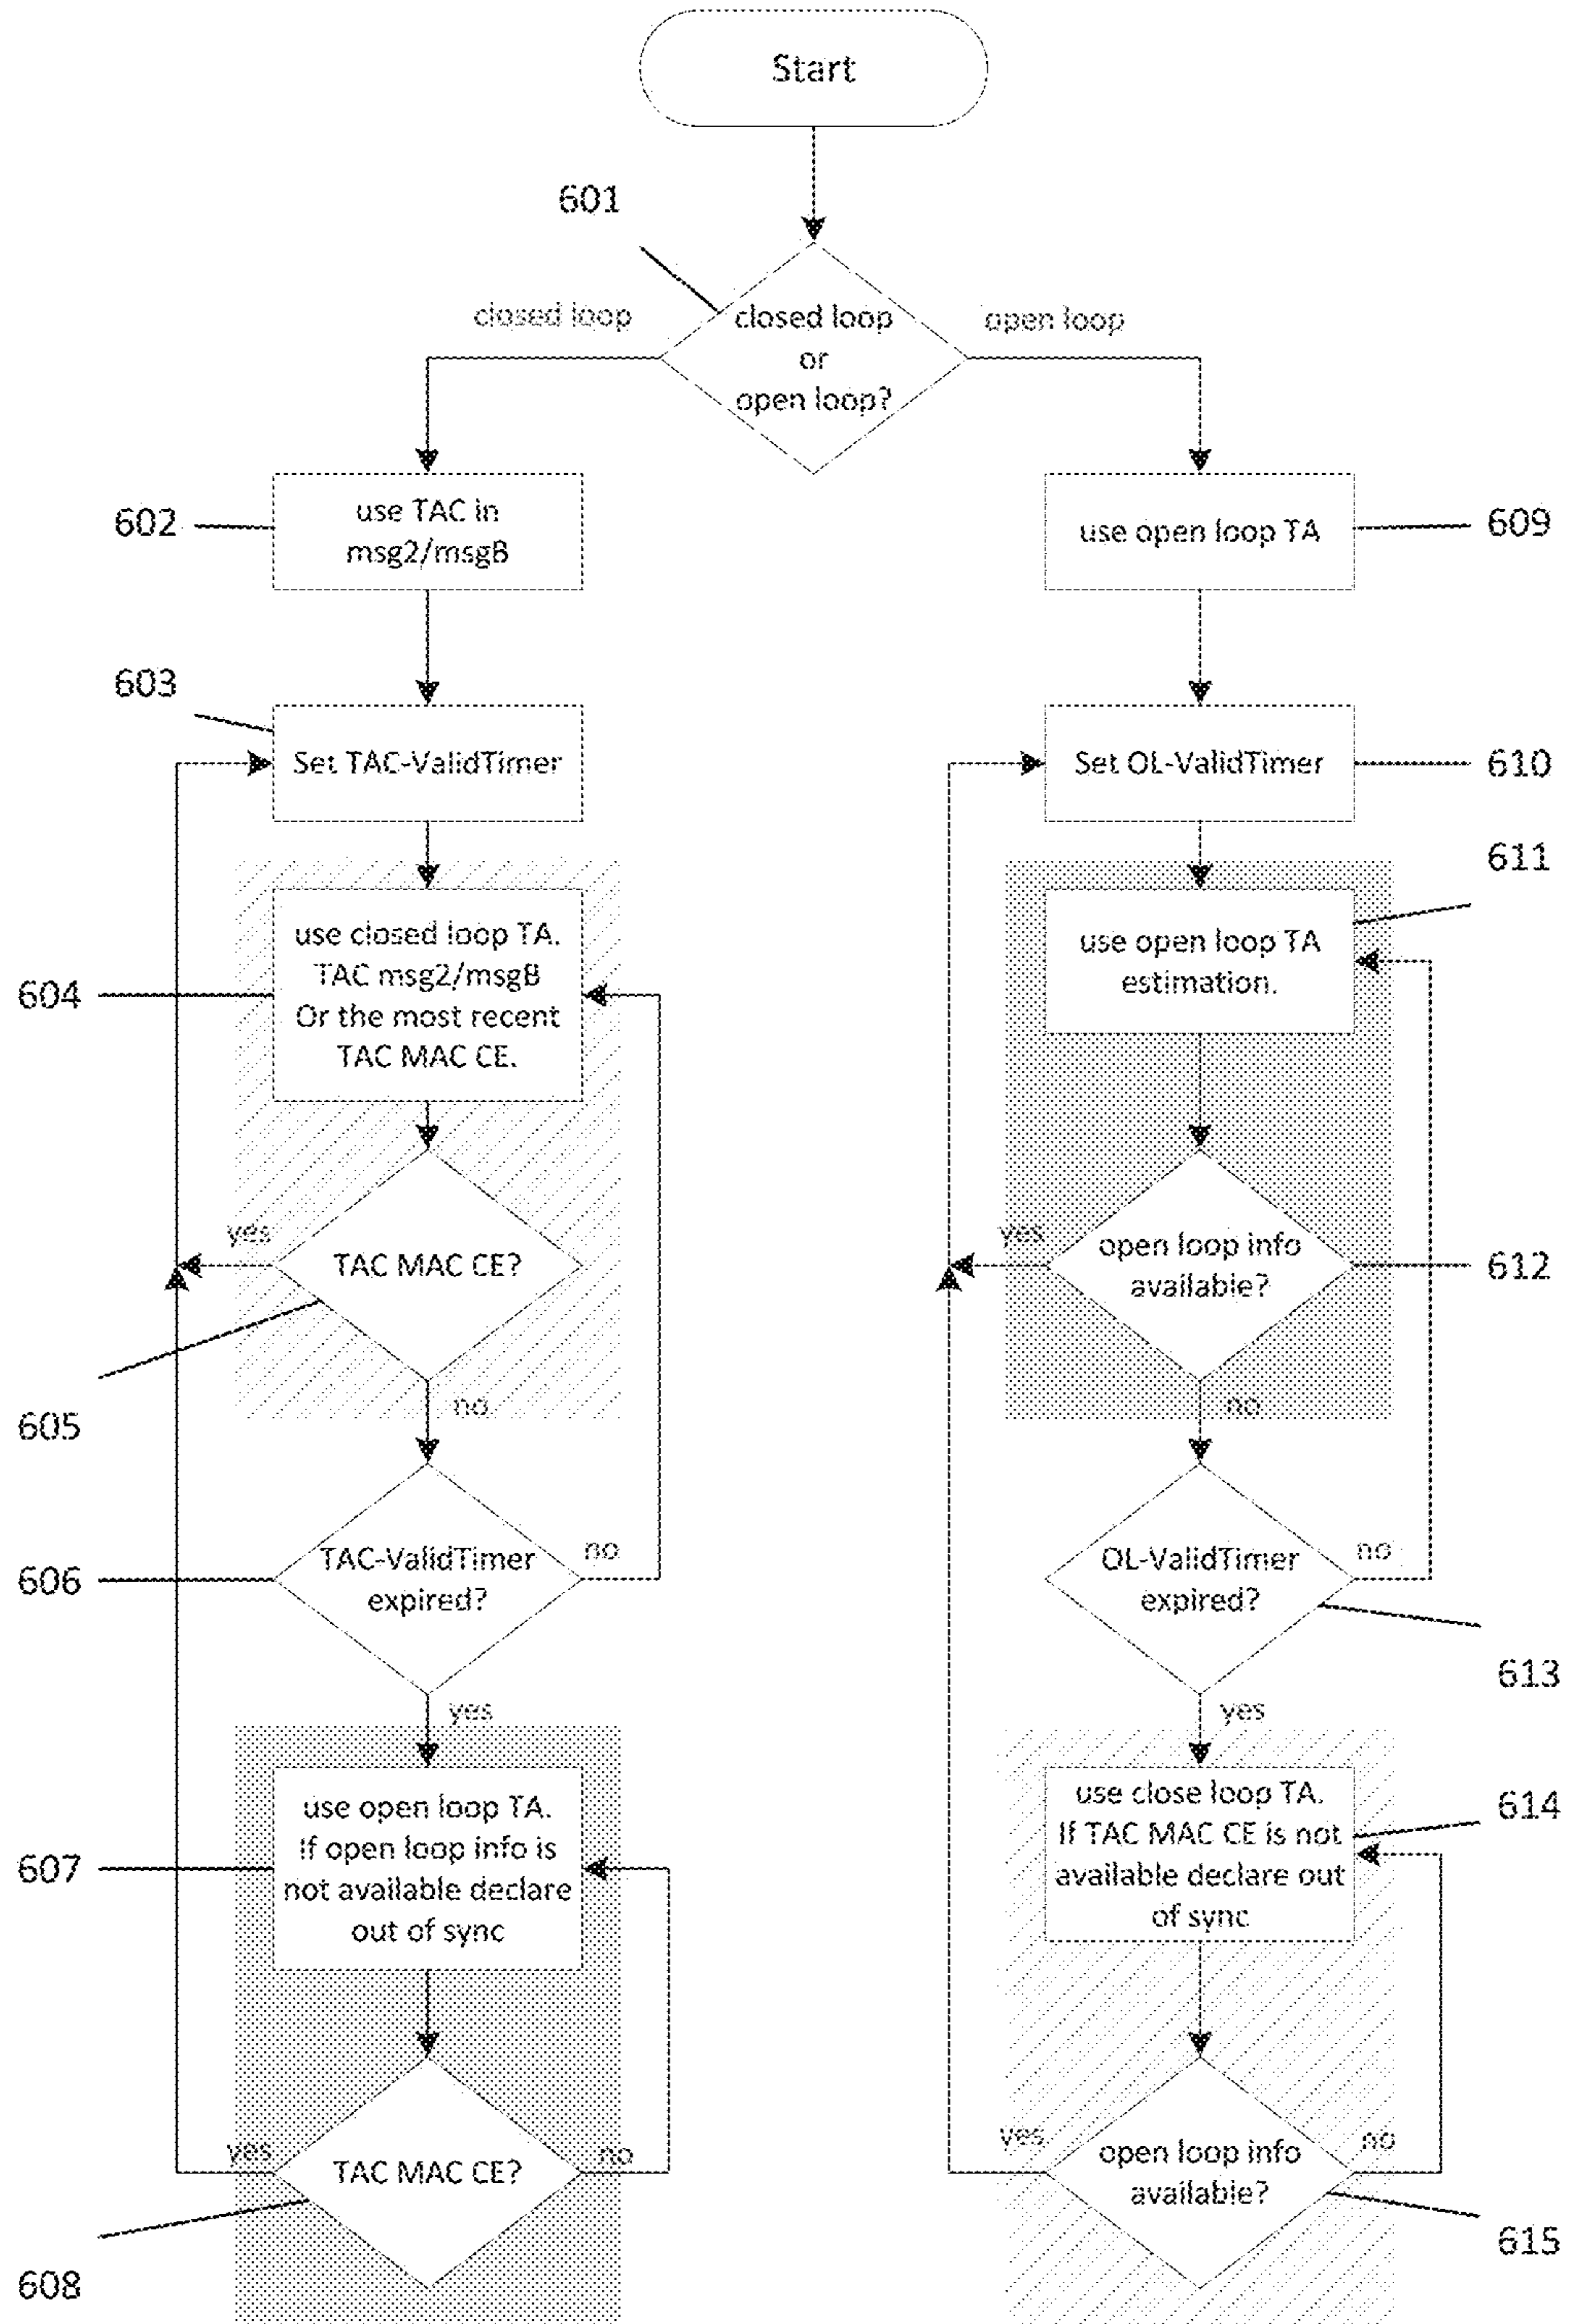 Start
601
closed loop
closed loop
or
open loop?
open loop
602
use TAC in
msg2/msgB
use open loop TA
609
603
Set TAC-ValidTimer
Set OL-ValidTimer
610
611
604
use closed loop TA.
TAC msg2/msgB
Or the most recent
TAC MAC CE.
use open loop TA
estimation.
yes
TAC MAC CE?
no
605
yes
open loop info
available?
no
612
606
TAC-ValidTimer
expired?
no
yes
OL-ValidTimer
expired?
no
yes
613
607
use open loop TA.
If open loop info is
not available declare
out of sync
use close loop TA.
If TAC MAC CE is not
available declare out
of sync
614
yes
TAC MAC CE?
no
608
yes
open loop info
available?
no
615